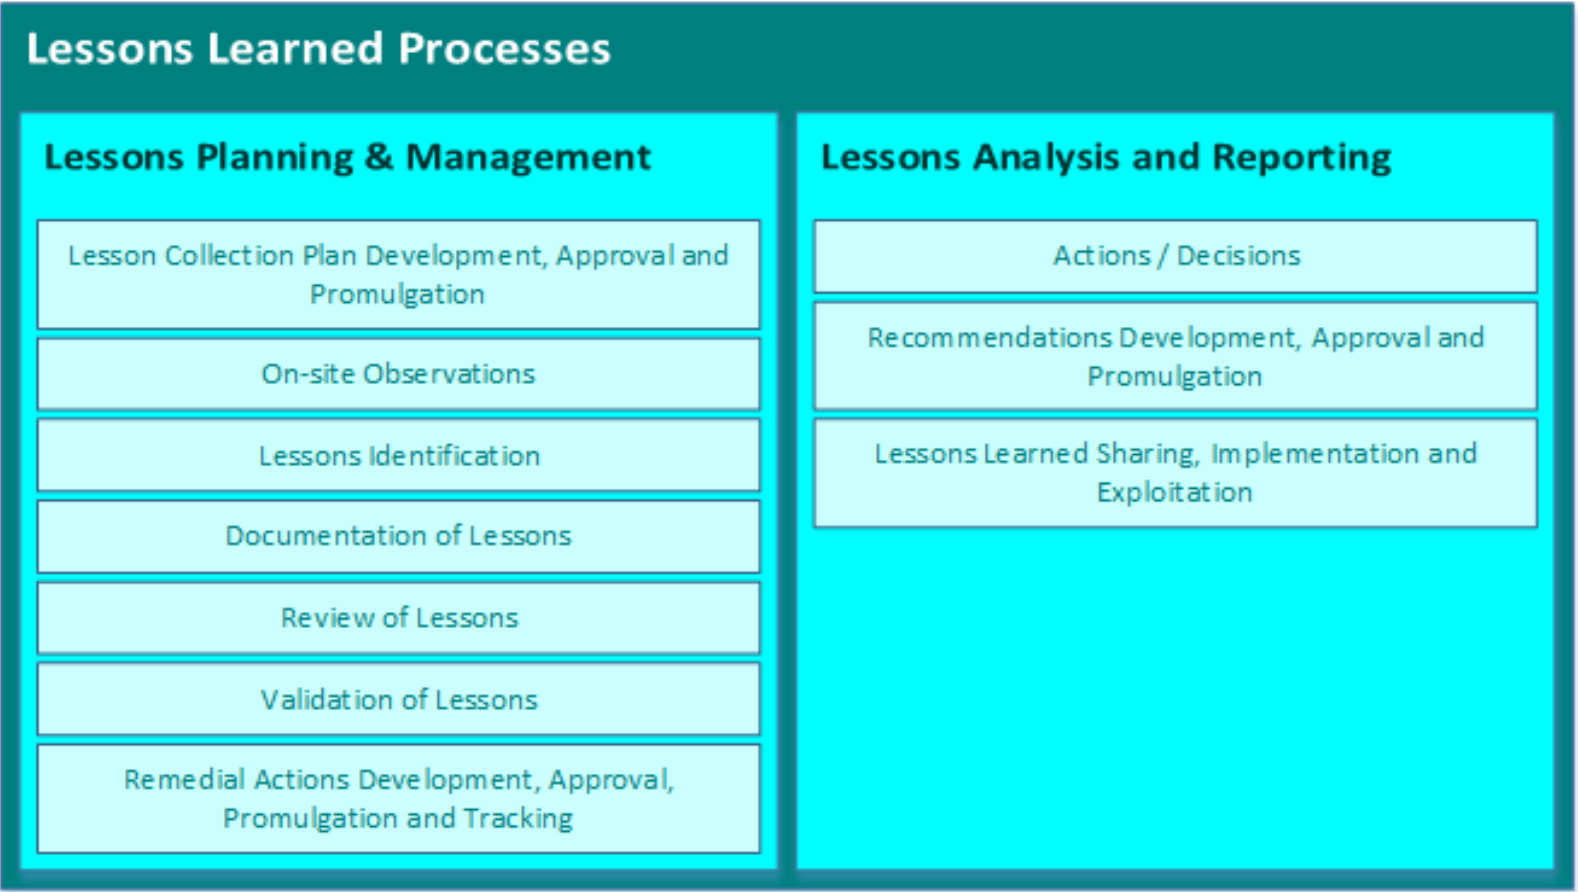 Lessons Learned Processes
Lessons Planning & Management
Lesson Collection Plan Development, Approval and
Promulgation
On-site Observations
Lessons Identification
Documentation of Lessons
Review of Lessons
Validation of Lessons
Remedial Actions Development, Approval,
Promulgation and Tracking
Lessons Analysis and Reporting
Actions / Decisions
Recommendations Development, Approval and
Promulgation
Lessons Learned Sharing, Implementation and
Exploitation